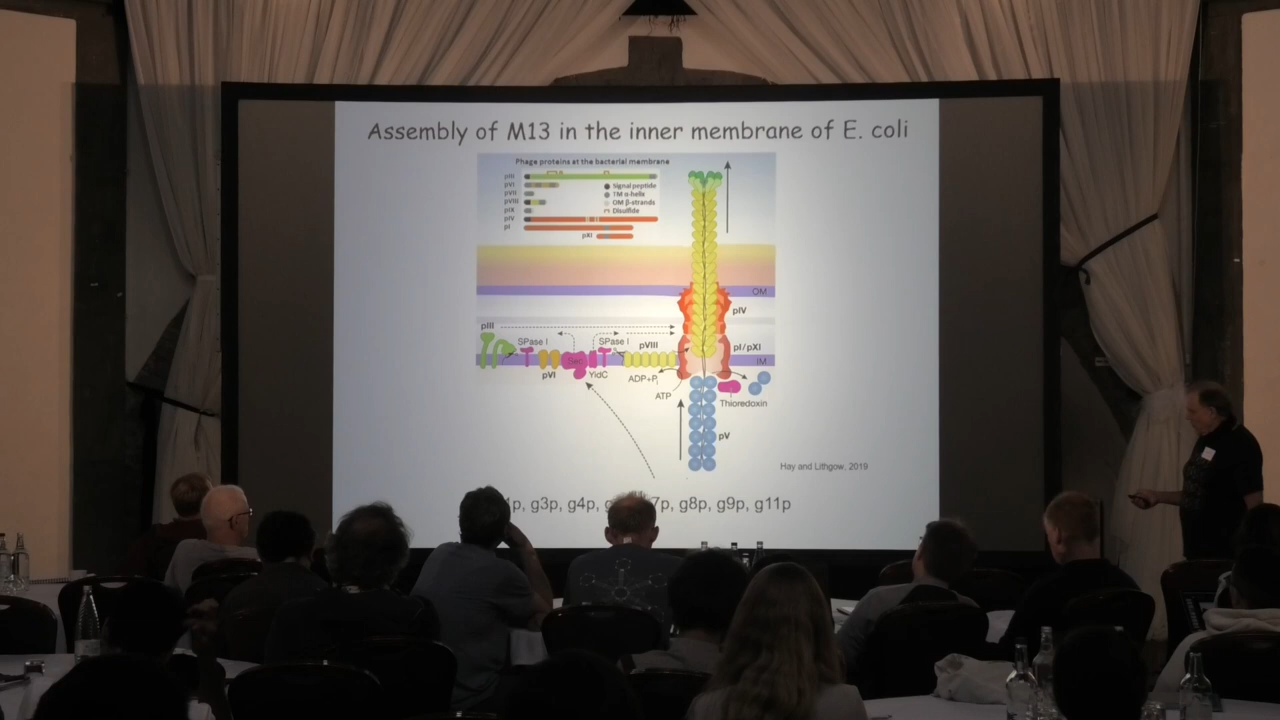 Assembly of M13 in the inner membrane of E. coli
Phage proteins at the bacterial membrane
pIII
pVI
pVII
pVIII
pIX
pIV
pI
pXI
Signal peptide
TM α-helix
OM β-strands
Disulfide
OM
pIV
pIII
SPase I
SPase I
pVIII
pI/pXI
IM
Sec
pVI
YidC
ADP+Pi
ATP
Thioredoxin
pV
Hay and Lithgow, 2019
g3p, g4p, g8p, g9p, g11p